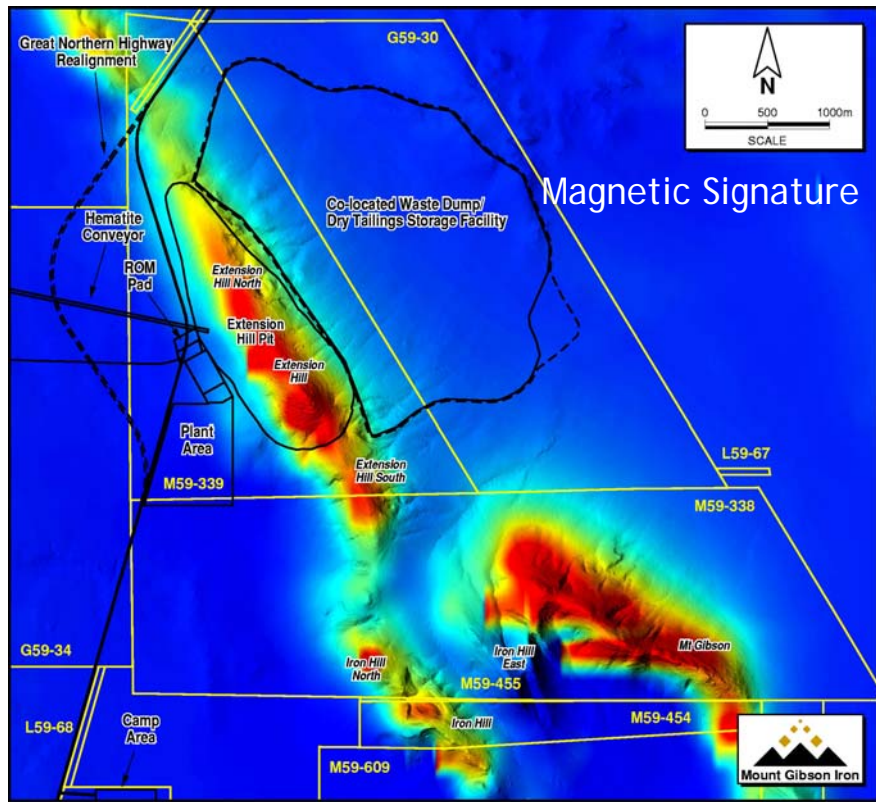 Great Northern Highway
Realignment
G59-30
N
0 500 1000m
SCALE
Magnetic Signature
Co-located Waste Dump/
Dry Tailings Storage Facility
Hematite
Conveyor
ROM
Pad
Extension
Hill North
Extension
Hill Pit
Extension
Hill
Plant
Area
M59-339
Extension
Hill South
L59-67
M59-338
G59-34
Iron Hill
North
Iron Hill
East
Mt Gibson
M59-455
L59-68
Camp
Area
Iron Hill
M59-454
M59-609
Mount Gibson Iron